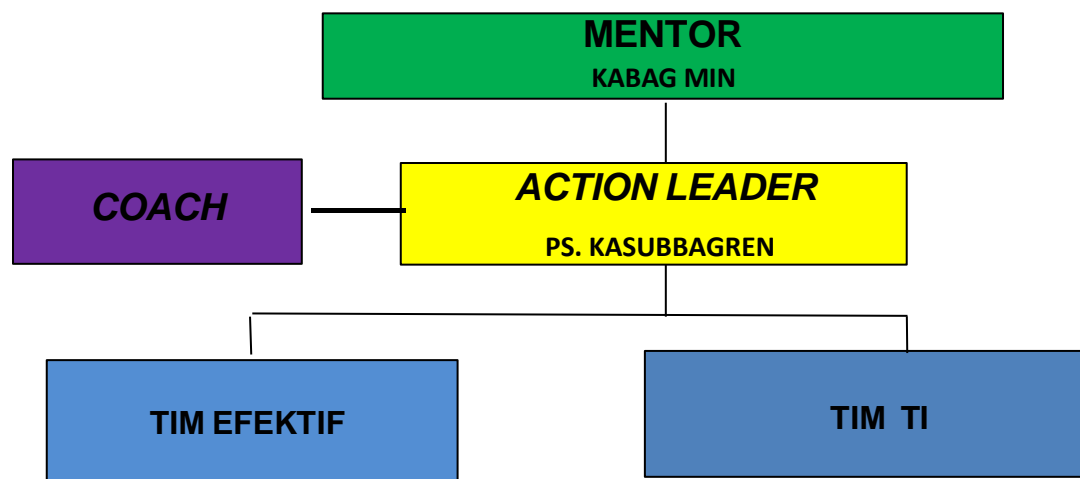 MENTOR
KABAG MIN
COACH
ACTION LEADER
PS. KASUBBAGREN
TIM EFEKTIF
TIM TI